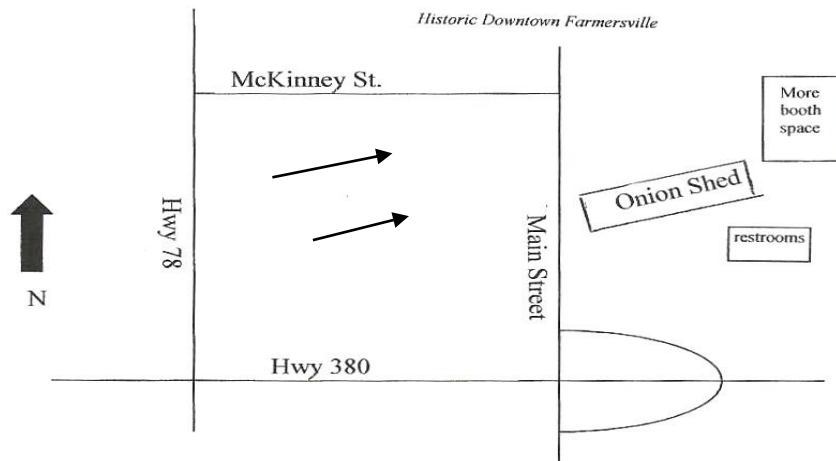 Historic Downtown Farmersville
McKinney St.
More
booth
space
Onion Shed
Hwy 78
Main Street
restrooms
N
Hwy 380